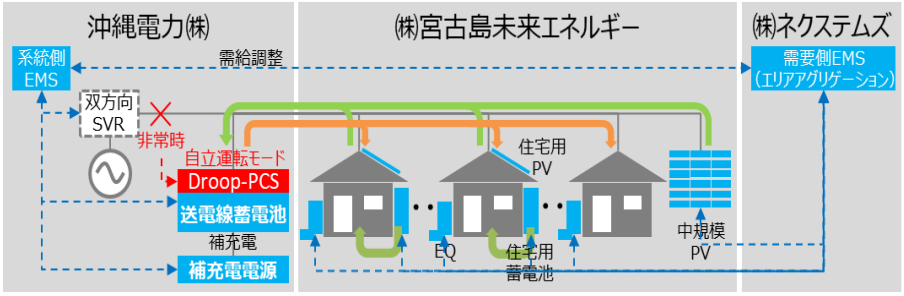 沖縄電力㈱
㈱宮古島未来エネルギー
㈱ネクステムズ
系統側
EMS
需給調整
需要側EMS
(エリアアグリゲーション)
双方向
SVR
非常時
自立運転モード
Droop-PCS
送電線蓄電池
補充電
補充電電源
住宅用
PV
‥
‥
EQ
住宅用
蓄電池
中規模
PV